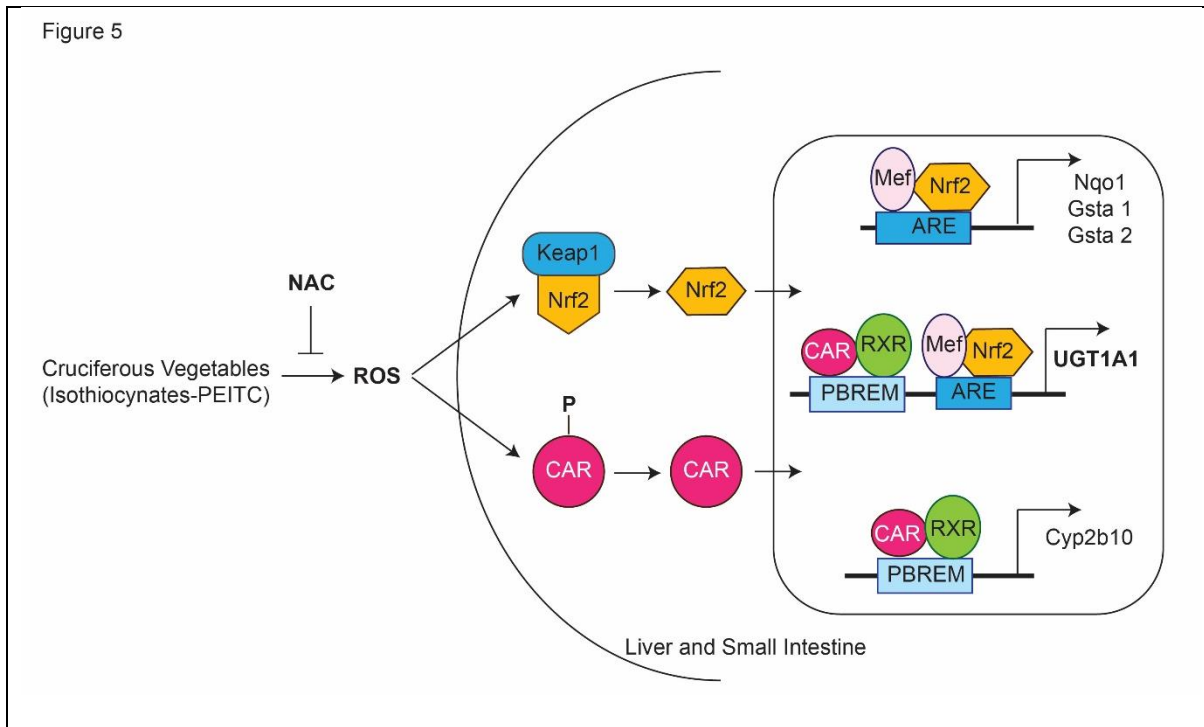 Figure 5
Mef
Nrf2
ARE
Nqo1
Gsta 1
Gsta 2
Keap1
Nrf2
Nrf2
NAC
Cruciferous Vegetables
(Isothiocynates-PEITC)
ROS
CAR
RXR
PBREM
Mef
Nrf2
ARE
UGT1A1
P
CAR
CAR
CAR
RXR
PBREM
Cyp2b10
Liver and Small Intestine